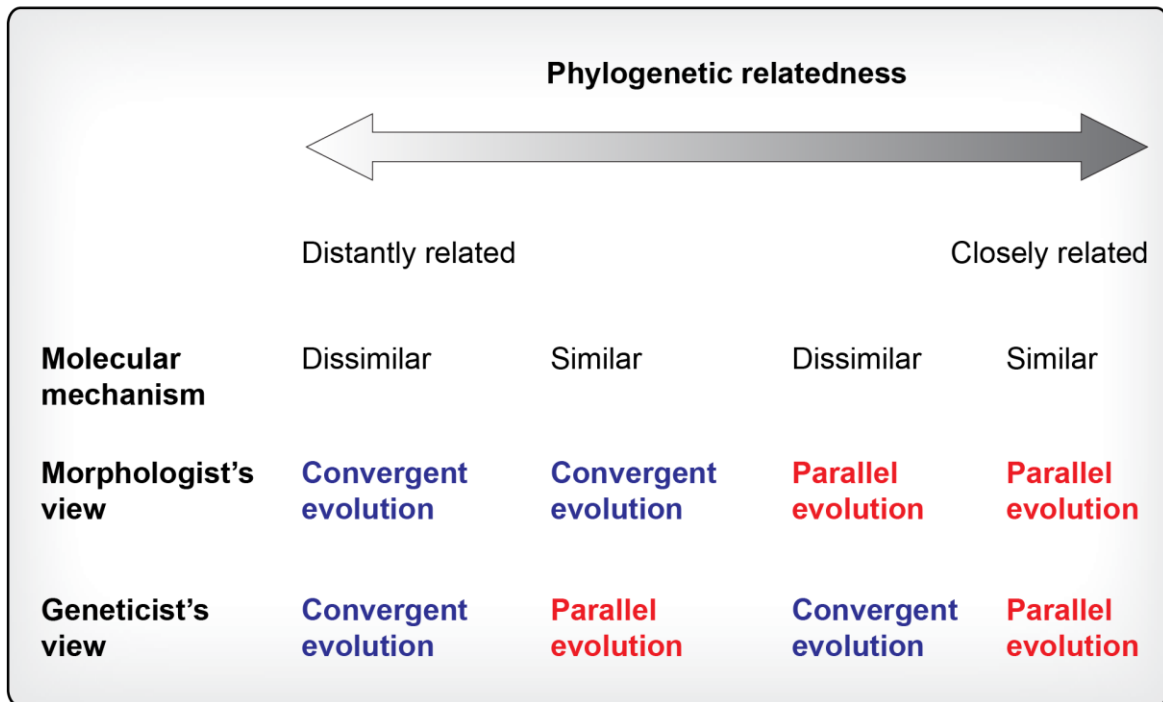 Phylogenetic relatedness
Distantly related Closely related
Molecular mechanism Dissimilar Similar Dissimilar Similar
Morphologist's view Convergent evolution Convergent evolution Parallel evolution Parallel evolution
Geneticist's view Convergent evolution Parallel evolution Convergent evolution Parallel evolution